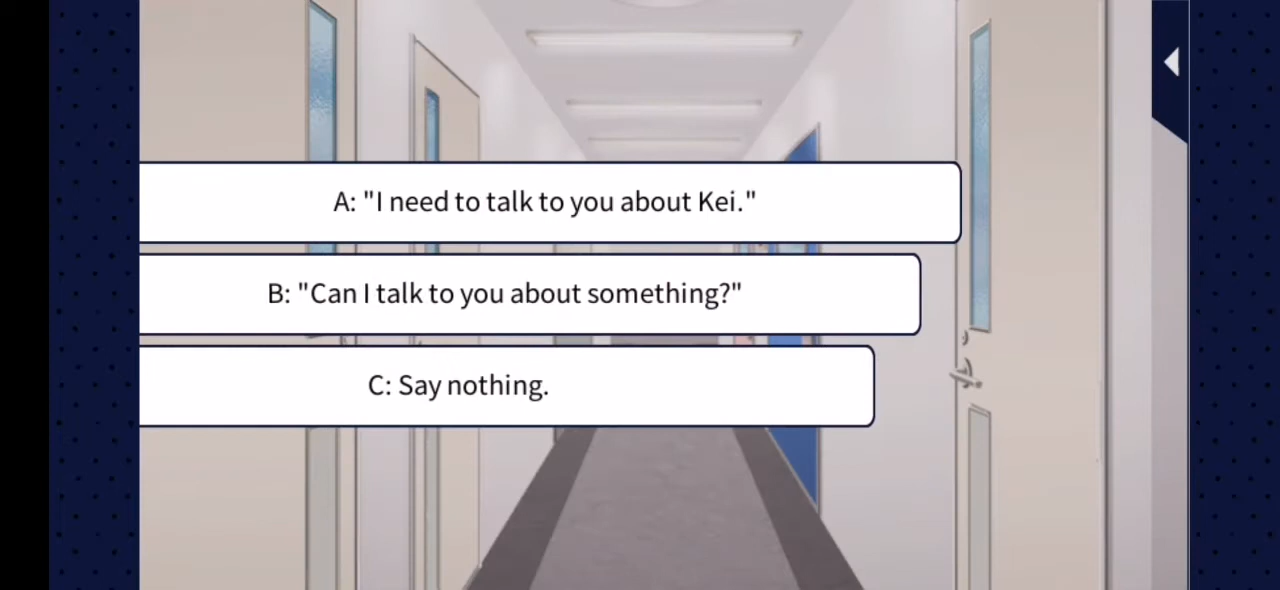 A: "I need to talk to you about Kei."
B: "Can I talk to you about something?"
C: Say nothing.